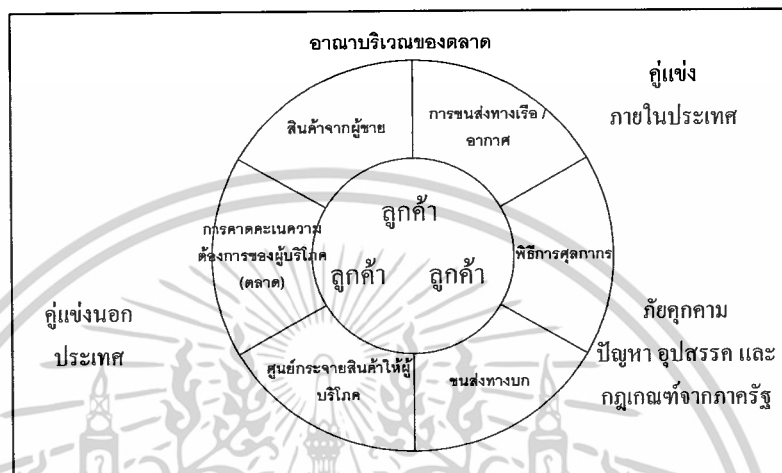 อาณาบริเวณของตลาด
คู่แข่ง
ภายในประเทศ
สินค้าจากผู้ขาย
การขนส่งทางเรือ /
อากาศ
การคาดคะเนความ
ต้องการของผู้บริโภค
(ตลาด)
ลูกค้า
ลูกค้า ลูกค้า
พิธีการศุลกากร
คู่แข่งนอก
ประเทศ
ศูนย์กระจายสินค้าให้ผู้
บริโภค
ขนส่งทางบก
ภัยคุกคาม
ปัญหา อุปสรรค และ
กฎเกณฑ์จากภาครัฐ